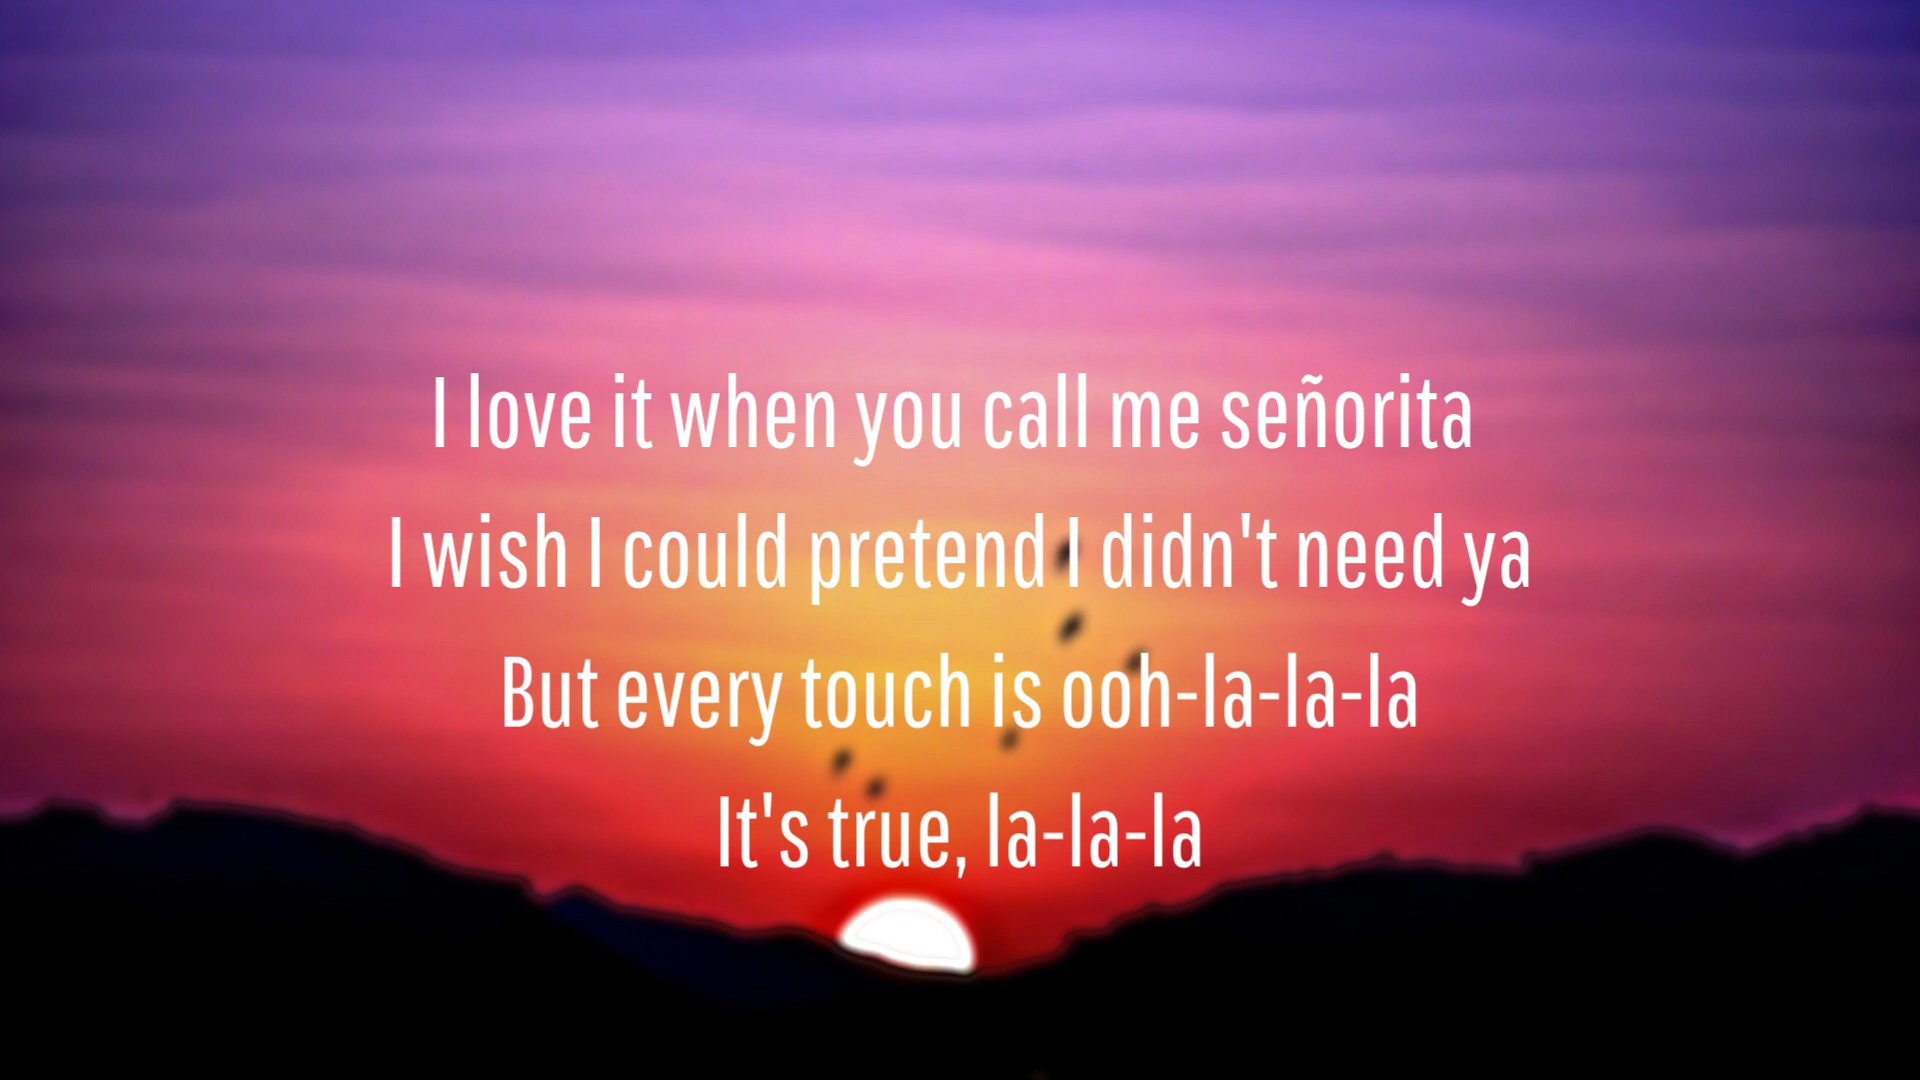 I love it when you call me señorita
I wish I could pretend I didn't need ya
But every touch is ooh-la-la-la
It's true, la-la-la